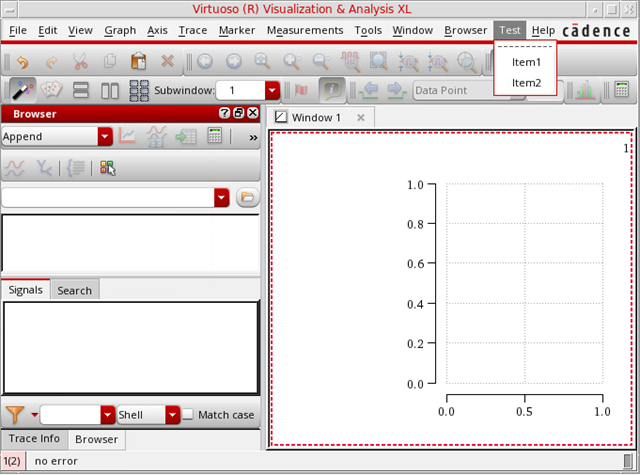 Virtuoso (R) Visualization & Analysis XL
File Edit View Graph Axis Trace Marker Measurements Tools Window Browser Test Help cādence
Item1
Item2
Subwindow: 1
Data Point
Browser
Append
»
Signals Search
Shell
Match case
Trace Info Browser
Window 1
1
1.0
0.8
0.6
0.4
0.2
0.0
0.0 0.5 1.0
1(2) no error